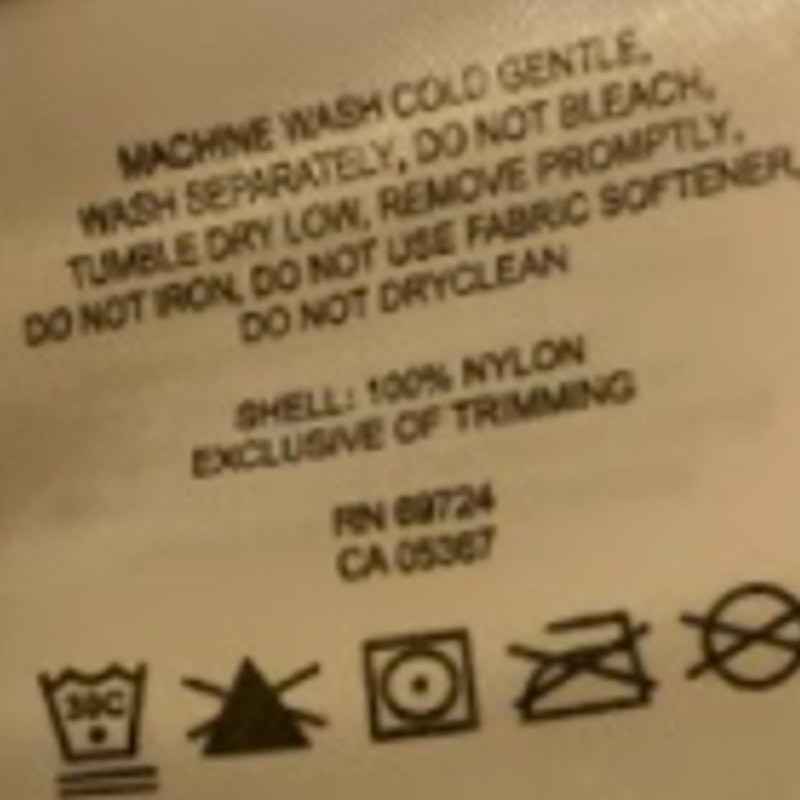 MACHINE WASH COLD GENTLE,
WASH SEPARATELY, DO NOT BLEACH,
TUMBLE DRY LOW, REMOVE PROMPTLY,
DO NOT IRON, DO NOT USE FABRIC SOFTENER,
DO NOT DRYCLEAN
SHELL: 100% NYLON
EXCLUSIVE OF TRIMMING
RN 69724
CA 05367
30C